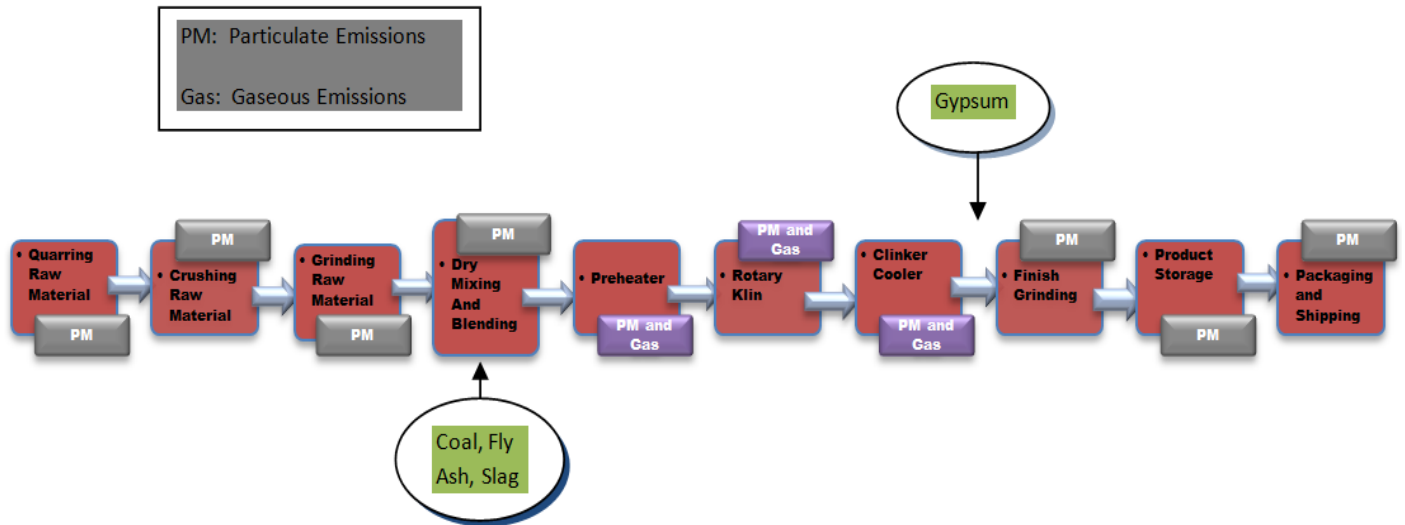 PM: Particulate Emissions
Gas: Gaseous Emissions
Gypsum
• Quarring
Raw
Material
PM
PM
• Crushing
Raw
Material
• Grinding
Raw
Material
PM
PM
• Dry
Mixing
And
Blending
• Preheater
PM and
Gas
PM and
Gas
• Rotary
Klin
• Clinker
Cooler
PM and
Gas
PM
• Finish
Grinding
• Product
Storage
PM
PM
• Packaging
and
Shipping
Coal, Fly
Ash, Slag